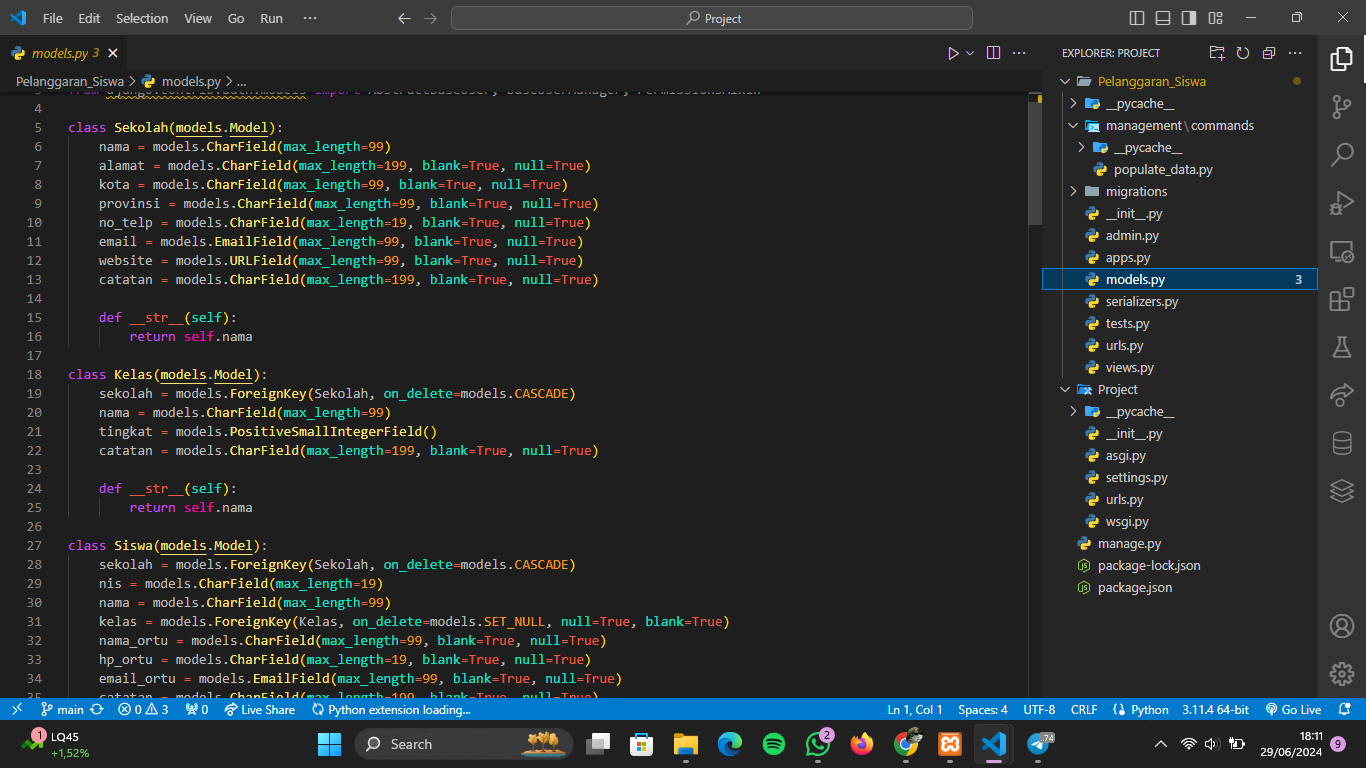 File Edit Selection View Go Run ··· Project
models.py 3
EXPLORER: PROJECT
Pelanggaran_Siswa > models.py > ...
4
5 class Sekolah(models.Model):
6 nama = models.CharField(max_length=99)
7 alamat = models.CharField(max_length=199, blank=True, null=True)
8 kota = models.CharField(max_length=99, blank=True, null=True)
9 provinsi = models.CharField(max_length=99, blank=True, null=True)
10 no_telp = models.CharField(max_length=19, blank=True, null=True)
11 email = models.EmailField(max_length=99, blank=True, null=True)
12 website = models.URLField(max_length=99, blank=True, null=True)
13 catatan = models.CharField(max_length=199, blank=True, null=True)
14
15 def __str__(self):
16 return self.nama
17
18 class Kelas(models.Model):
19 sekolah = models.ForeignKey(Sekolah, on_delete=models.CASCADE)
20 nama = models.CharField(max_length=99)
21 tingkat = models.PositiveSmallIntegerField()
22 catatan = models.CharField(max_length=199, blank=True, null=True)
23
24 def __str__(self):
25 return self.nama
26
27 class Siswa(models.Model):
28 sekolah = models.ForeignKey(Sekolah, on_delete=models.CASCADE)
29 nis = models.CharField(max_length=19)
30 nama = models.CharField(max_length=99)
31 kelas = models.ForeignKey(Kelas, on_delete=models.SET_NULL, null=True, blank=True)
32 nama_ortu = models.CharField(max_length=99, blank=True, null=True)
33 hp_ortu = models.CharField(max_length=19, blank=True, null=True)
34 email_ortu = models.EmailField(max_length=99, blank=True, null=True)
35 catatan = models.CharField(max_length=199, blank=True, null=True)
Pelanggaran_Siswa
__pycache__
management\commands
__pycache__
populate_data.py
migrations
__init__.py
admin.py
apps.py
models.py 3
serializers.py
tests.py
urls.py
views.py
Project
__pycache__
__init__.py
asgi.py
settings.py
urls.py
wsgi.py
manage.py
package-lock.json
package.json
main 0 3 0 Live Share Python extension loading... Ln 1, Col 1 Spaces: 4 UTF-8 CRLF Python 3.11.4 64-bit Go Live
1 LQ45
+1,52%
Search
2
74
18:11
29/06/2024 9